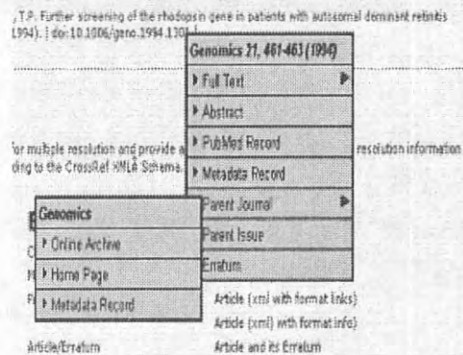 , T.P. Further screening of the rhodopsin gene in patients with autosomal dominant retinitis
1994). | doi:10.1006/geno.1994.
Genomics 21, 461-463 (1994)
Full Text
Abstract
for multiple resolution and provide a
PubMed Record
resolution information
ding to the CrossRef XMLÂ Schema.
Metadata Record
Parent Journal
Genomics
Parent Issue
Online Archive
Erratum
Home Page
Metadata Record
Article (xml with format links)
Article (xml) with format info)
Article/Erratum
Article and its Erratum